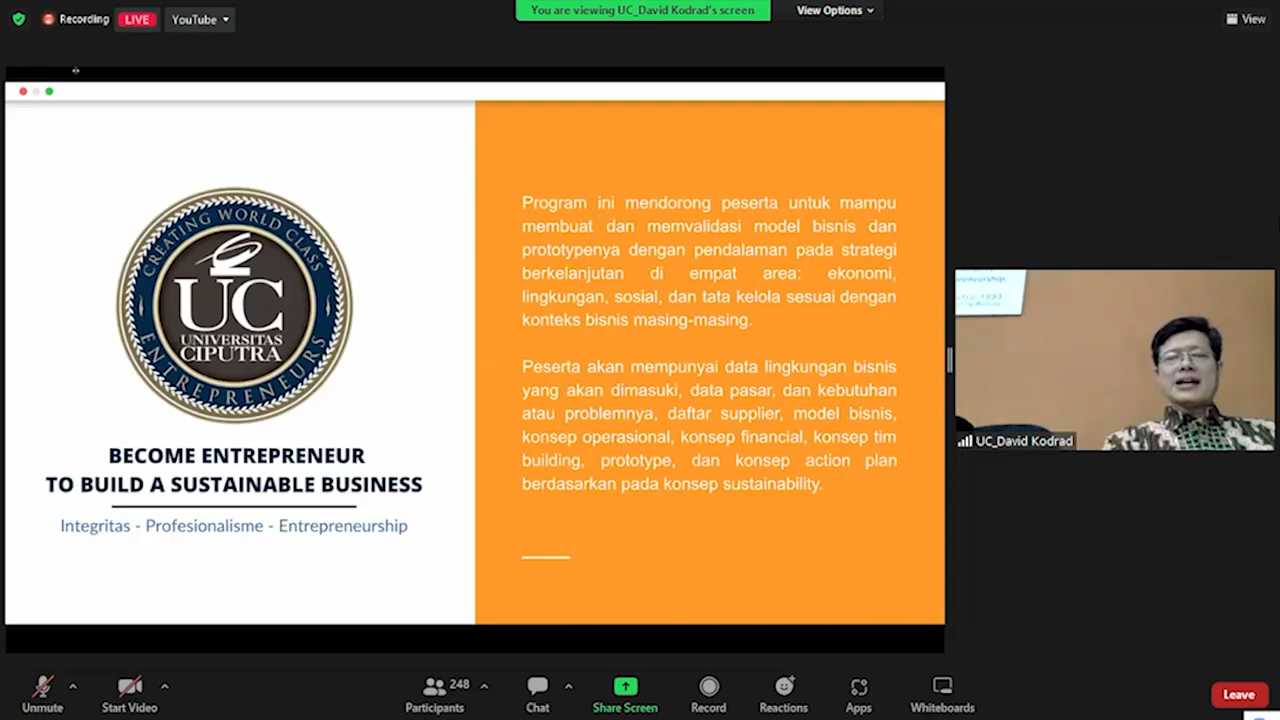 Recording
LIVE
YouTube
You are viewing UC_David Kodrad's screen
View Options
View
CREATING WORLD CLASS
UC
UNIVERSITAS
CIPUTRA
ENTREPRENEURS
BECOME ENTREPRENEUR
TO BUILD A SUSTAINABLE BUSINESS
Integritas - Profesionalisme - Entrepreneurship
Program ini mendorong peserta untuk mampu
membuat dan memvalidasi model bisnis dan
prototypenya dengan pendalaman pada strategi
berkelanjutan di empat area: ekonomi,
lingkungan, sosial, dan tata kelola sesuai dengan
konteks bisnis masing-masing.
Peserta akan mempunyai data lingkungan bisnis
yang akan dimasuki, data pasar, dan kebutuhan
atau problemnya, daftar supplier, model bisnis,
konsep operasional, konsep financial, konsep tim
building, prototype, dan konsep action plan
berdasarkan pada konsep sustainability.
UC_David Kodrad
Unmute
Start Video
248
Participants
Chat
Share Screen
Record
Reactions
Apps
Whiteboards
Leave